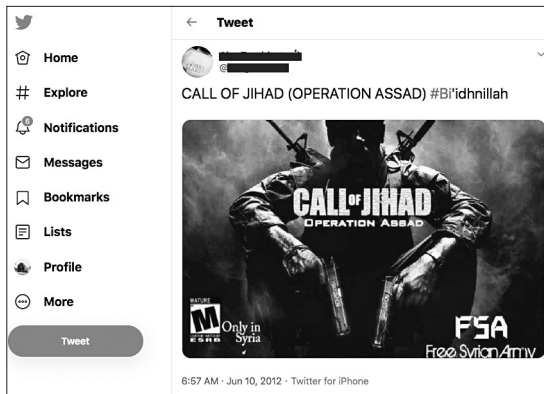 Home
Explore
6
Notifications
Messages
Bookmarks
Lists
Profile
More
Tweet
Tweet
CALL OF JIHAD (OPERATION ASSAD) #Bi'idhnillah
CALL OF JIHAD
OPERATION ASSAD
MATURE
M
ESRB
Only in
Syria
FSA
Free Syrian Army
6:57 AM · Jun 10, 2012 · Twitter for iPhone